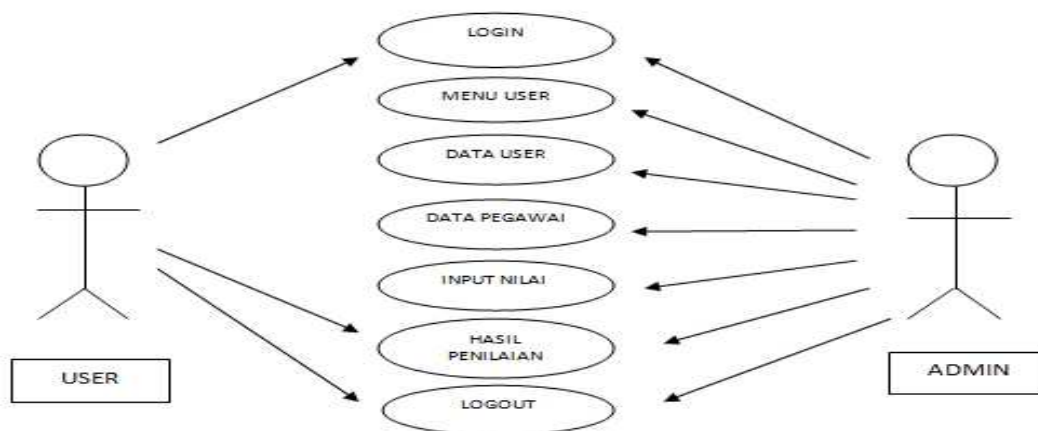 LOGIN
MENU USER
DATA USER
DATA PEGAWAI
INPUT NILAI
HASIL
PENILAIAN
LOGOUT
USER
ADMIN